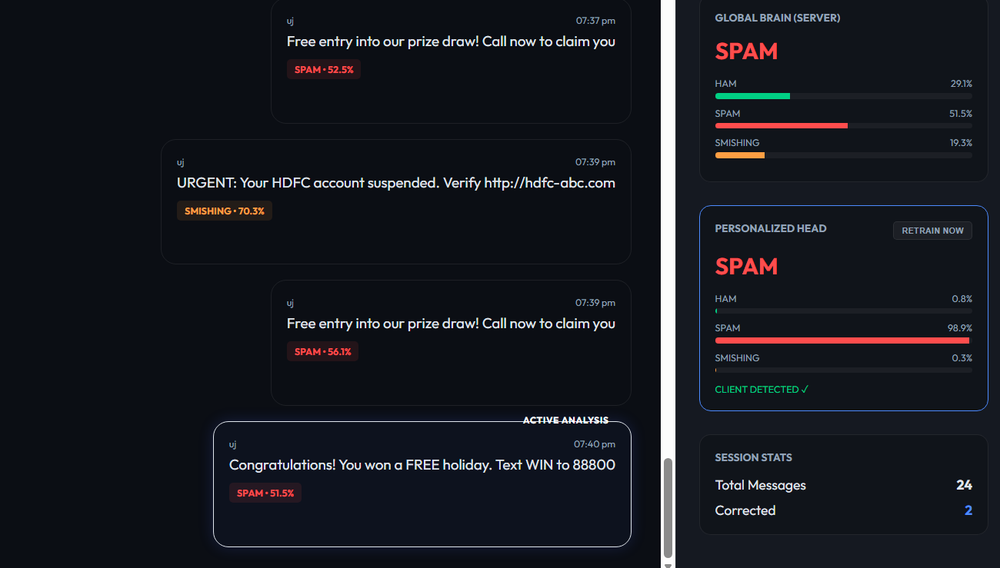 uj 07:37 pm
Free entry into our prize draw! Call now to claim you
SPAM • 52.5%
uj 07:39 pm
URGENT: Your HDFC account suspended. Verify http://hdfc-abc.com
SMISHING • 70.3%
uj 07:39 pm
Free entry into our prize draw! Call now to claim you
SPAM • 56.1%
ACTIVE ANALYSIS
uj 07:40 pm
Congratulations! You won a FREE holiday. Text WIN to 88800
SPAM • 51.5%
GLOBAL BRAIN (SERVER)
SPAM
HAM 29.1%
SPAM 51.5%
SMISHING 19.3%
PERSONALIZED HEAD RETRAIN NOW
SPAM
HAM 0.8%
SPAM 98.9%
SMISHING 0.3%
CLIENT DETECTED ✓
SESSION STATS
Total Messages 24
Corrected 2